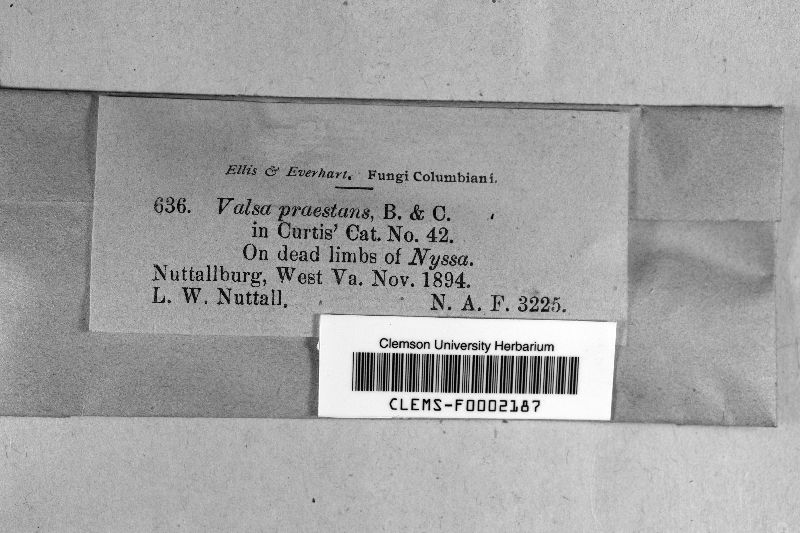 Ellis & Everhart. Fungi Columbiani.
636. Valsa praestans, B. & C.
in Curtis' Cat. No. 42.
On dead limbs of Nyssa.
Nuttallburg, West Va. Nov. 1894.
L. W. Nuttall. N. A. F. 3225.
Clemson University Herbarium
CLEMS-F0002187